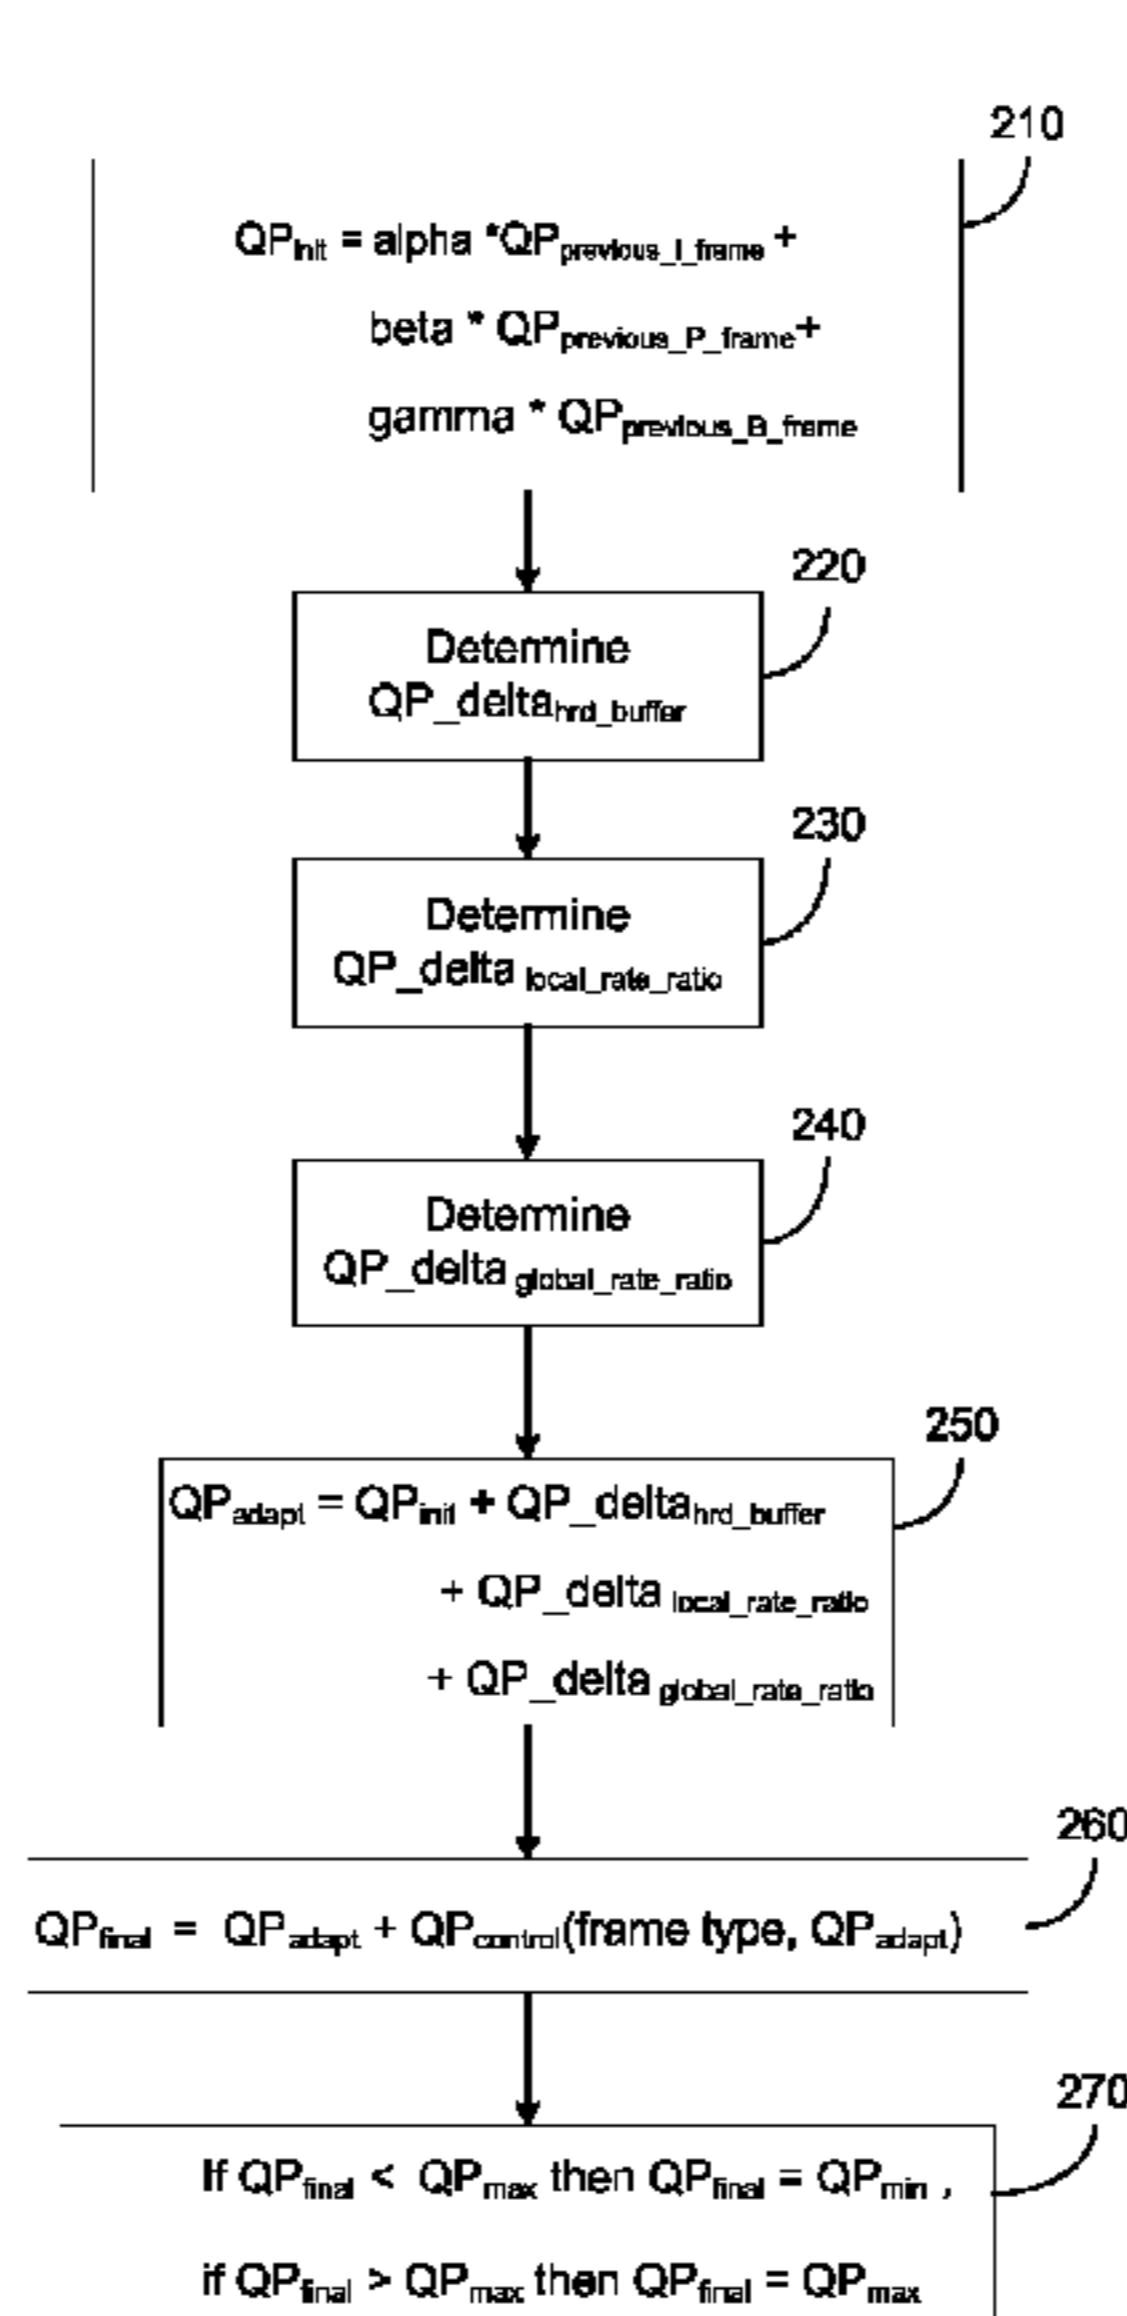 210
QPinit = alpha *QPprevious_I_frame +
beta * QPprevious_P_frame+
gamma * QPprevious_B_frame
220
Determine
QP_deltahrd_buffer
230
Determine
QP_delta local_rate_ratio
240
Determine
QP_delta global_rate_ratio
250
QPadapt = QPinit + QP_deltahrd_buffer
+ QP_delta local_rate_ratio
+ QP_delta global_rate_ratio
260
QPfinal = QPadapt + QPcontrol(frame type, QPadapt)
270
If QPfinal < QPmax then QPfinal = QPmin ,
if QPfinal > QPmax then QPfinal = QPmax